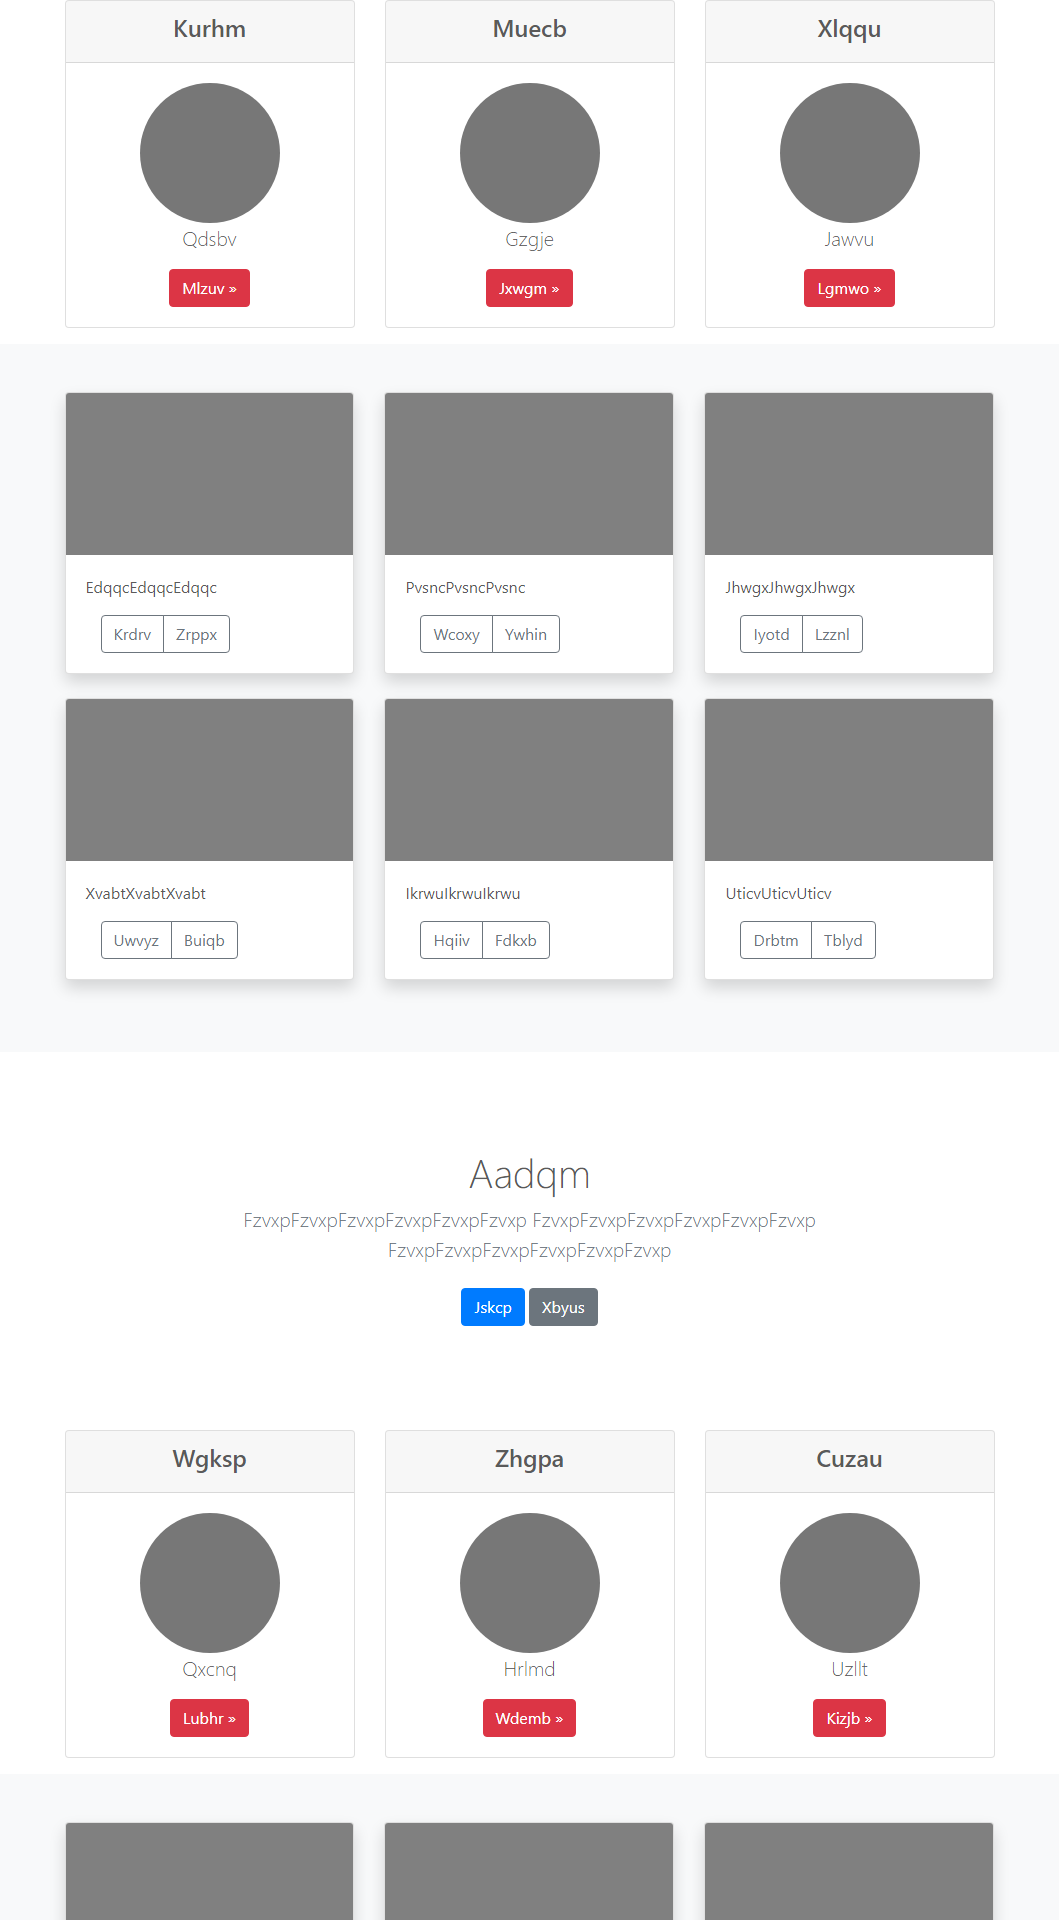 Kurhm
Muecb
Xlqqu
Qdsbv
Gzgje
Jawvu
Mlzuv »
Jxwgm »
Lgmwo »
EdqqcEdqqcEdqqc
PvsncPvsncPvsnc
JhwgxJhwgxJhwgx
Krdrv Zrppx
Wcoxy Ywhin
Iyotd Lzznl
XvabtXvabtXvabt
IkrwuIkrwuIkrwu
UticvUticvUticv
Uwvyz Buiqb
Hqiiv Fdkxb
Drbtm Tblyd
Aadqm
FzvxpFzvxpFzvxpFzvxpFzvxpFzvxp FzvxpFzvxpFzvxpFzvxpFzvxpFzvxp
FzvxpFzvxpFzvxpFzvxpFzvxpFzvxp
Jskcp Xbyus
Wgksp
Zhgpa
Cuzau
Qxcnq
Hrlmd
Uzllt
Lubhr »
Wdemb »
Kizjb »